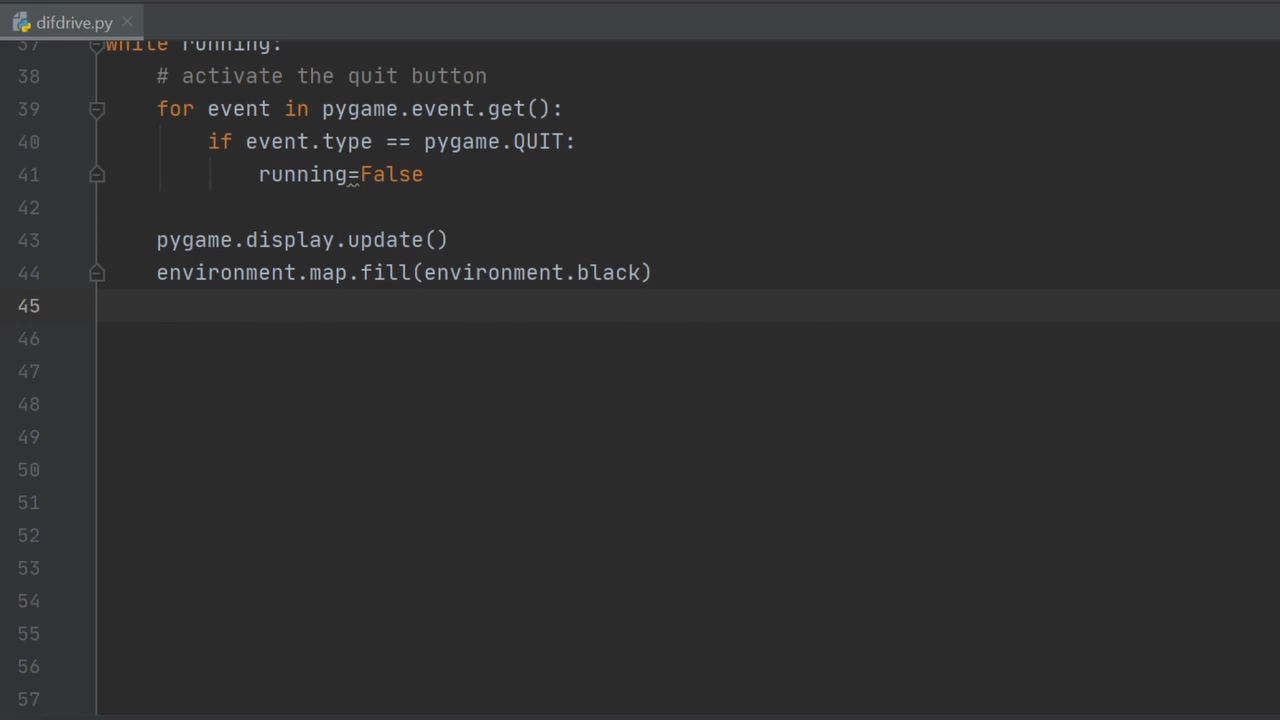 difdrive.py
37 while running:
38 # activate the quit button
39 for event in pygame.event.get():
40 if event.type == pygame.QUIT:
41 running=False
42
43 pygame.display.update()
44 environment.map.fill(environment.black)
45
46
47
48
49
50
51
52
53
54
55
56
57